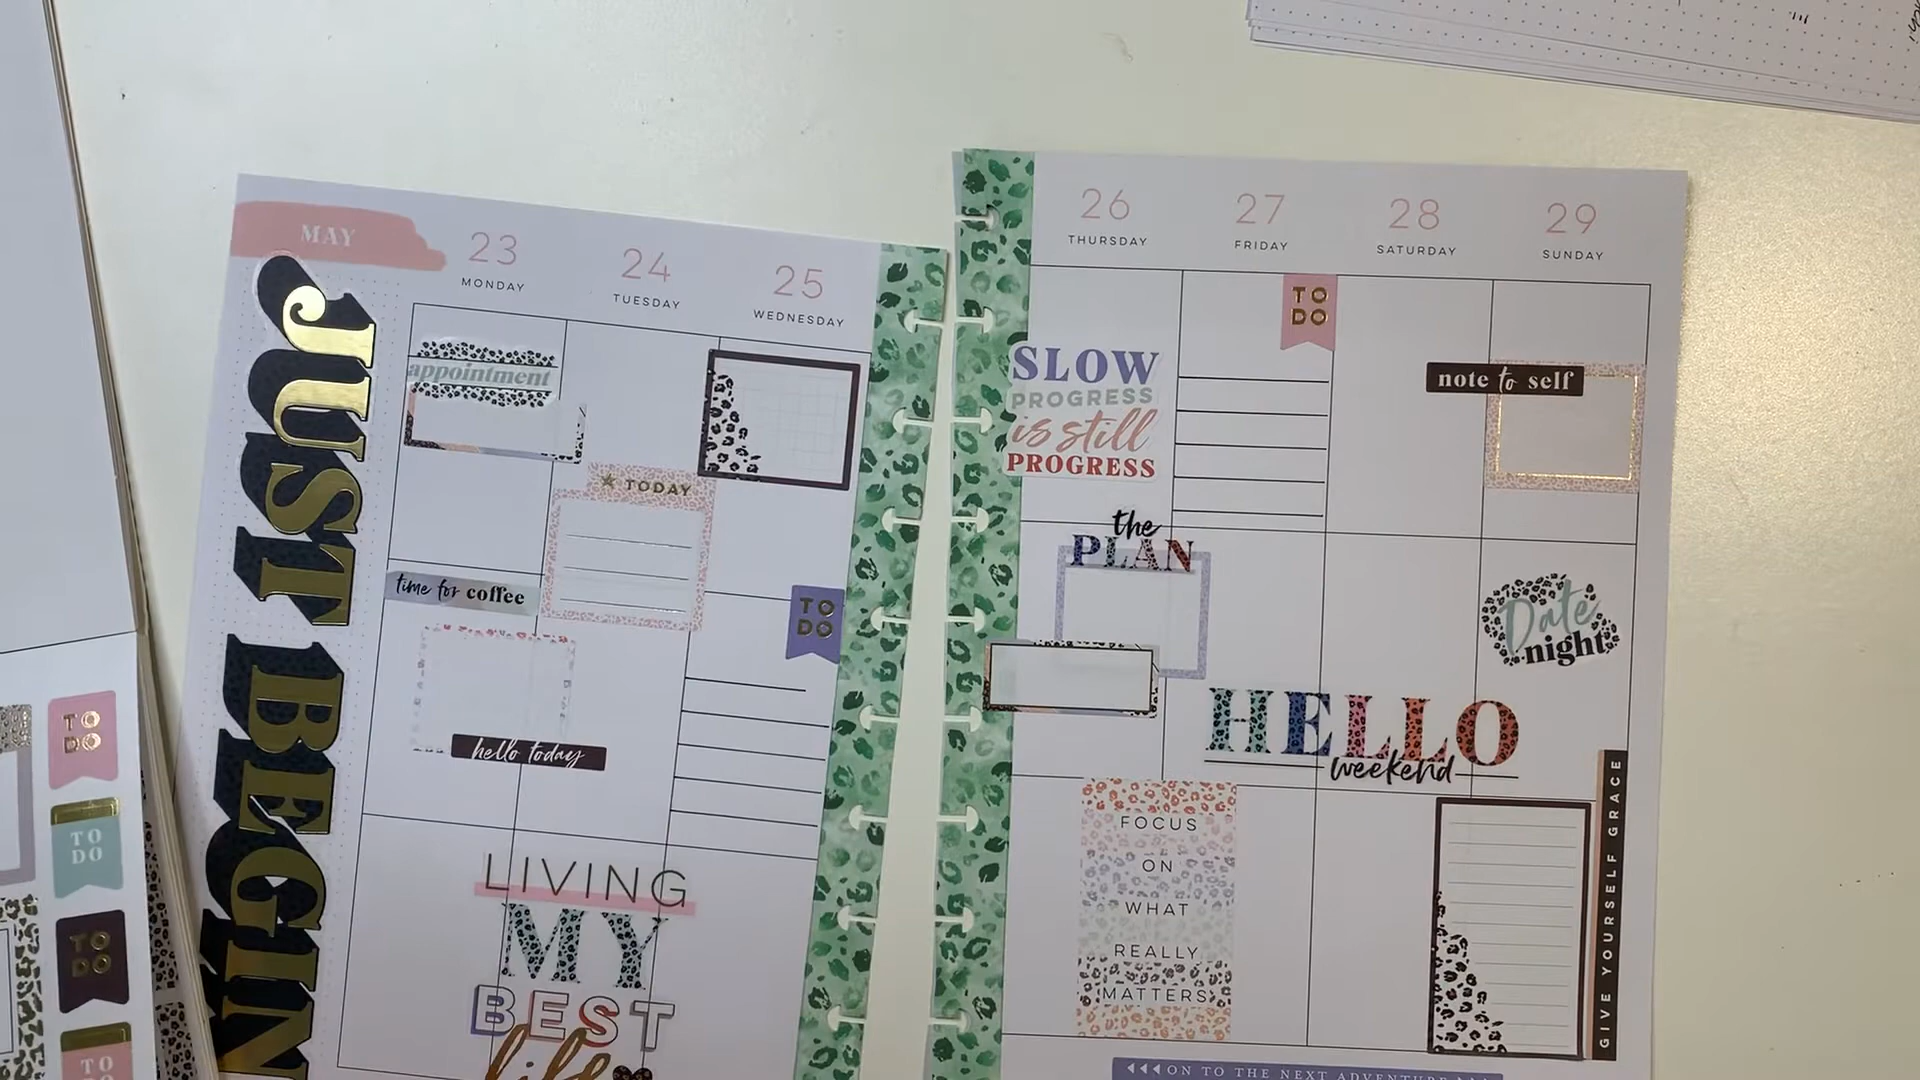 MAY
23
MONDAY
24
TUESDAY
25
WEDNESDAY
JUST BEGIN
appointment
TODAY
time for coffee
TO
DO
hello today
LIVING
MY
BEST
life
26
THURSDAY
27
FRIDAY
28
SATURDAY
29
SUNDAY
TO
DO
SLOW
PROGRESS
is still
PROGRESS
note to self
the
PLAN
Date
night
HELLO
weekend
FOCUS
ON
WHAT
REALLY
MATTERS
GIVE YOURSELF GRACE
ON TO THE NEXT ADVENTURE
TO
DO
TO
DO
TO
DO
TO